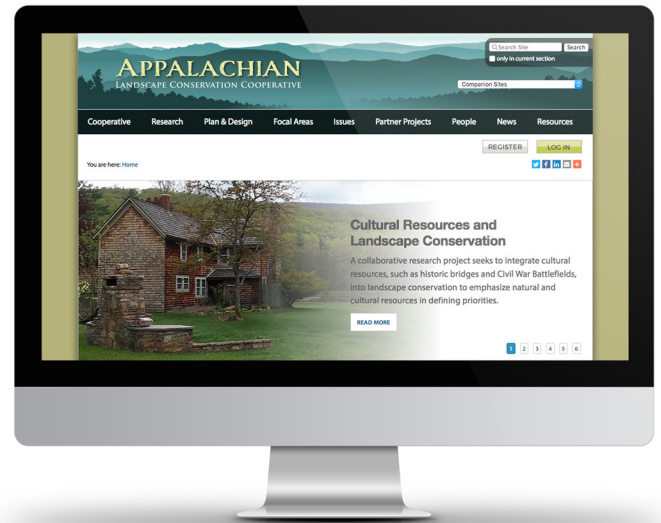 Search Site
Search
only in current section
APPALACHIAN
LANDSCAPE CONSERVATION COOPERATIVE
Companion Sites
Cooperative Research Plan & Design Focal Areas Issues Partner Projects People News Resources
REGISTER LOG IN
You are here: Home
Cultural Resources and
Landscape Conservation
A collaborative research project seeks to integrate cultural
resources, such as historic bridges and Civil War Battlefields,
into landscape conservation to emphasize natural and
cultural resources in defining priorities.
READ MORE
1 2 3 4 5 6